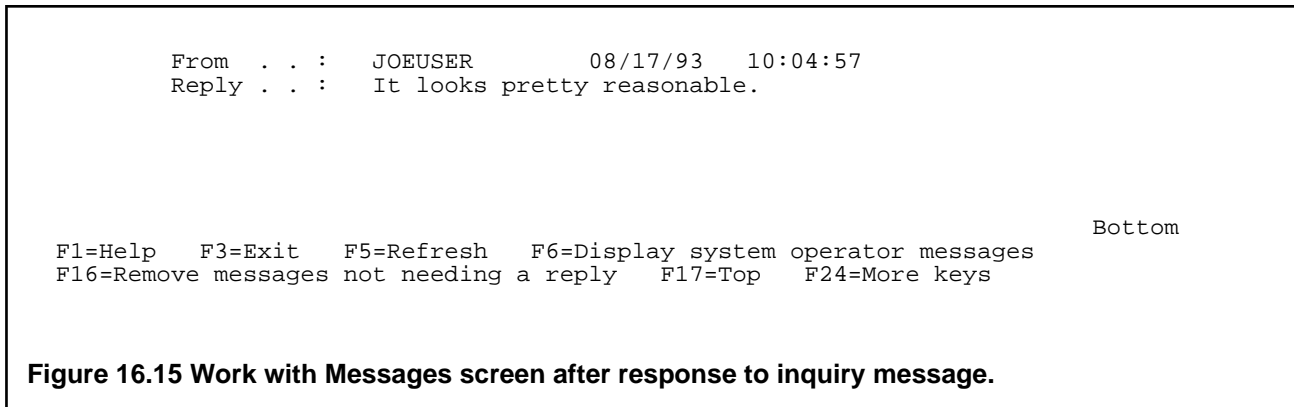 From . . : JOEUSER 08/17/93 10:04:57
Reply . . : It looks pretty reasonable.
Bottom
F1=Help F3=Exit F5=Refresh F6=Display system operator messages
F16=Remove messages not needing a reply F17=Top F24=More keys
Figure 16.15 Work with Messages screen after response to inquiry message.